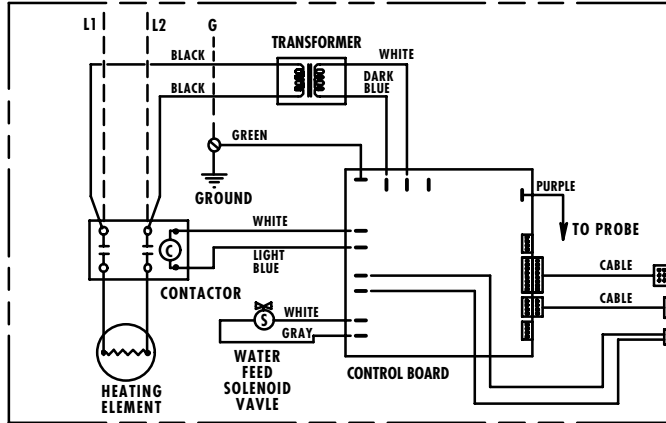 L1 L2 G
TRANSFORMER
BLACK
WHITE
DARK
BLUE
BLACK
GREEN
GROUND
PURPLE
WHITE
TO PROBE
C
LIGHT
BLUE
CABLE
CONTACTOR
CABLE
WHITE
S
GRAY
WATER
FEED
SOLENOID
VAVLE
CONTROL BOARD
HEATING
ELEMENT